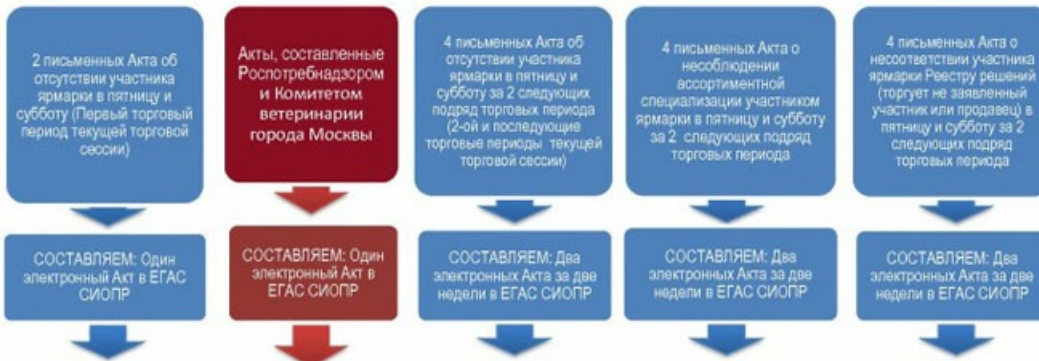 2 письменных Акта об
отсутствии участника
ярмарки в пятницу и
субботу (Первый торговый
период текущей торговой
сессии)
Акты, составленные
Роспотребнадзором
и Комитетом
ветеринарии
города Москвы
4 письменных Акта об
отсутствии участника
ярмарки в пятницу и
субботу за 2 следующих
подряд торговых периода
(2-ой и последующие
торговые периоды текущей
торговой сессии)
4 письменных Акта о
несоблюдении
ассортиментной
специализации участником
ярмарки в пятницу и субботу
за 2 следующих подряд
торговых периода
4 письменных Акта о
несоответствии участника
ярмарки Реестру решений
(торгует не заявленный
участник или продавец) в
пятницу и субботу за 2
следующих подряд
торговых периода
СОСТАВЛЯЕМ: Один
электронный Акт в ЕГАС
СИОПР
СОСТАВЛЯЕМ: Один
электронный Акт в
ЕГАС СИОПР
СОСТАВЛЯЕМ: Два
электронных Акта за две
недели в ЕГАС СИОПР
СОСТАВЛЯЕМ: Два
электронных Акта за две
недели в ЕГАС СИОПР
СОСТАВЛЯЕМ: Два
электронных Акта за две
недели в ЕГАС СИОПР